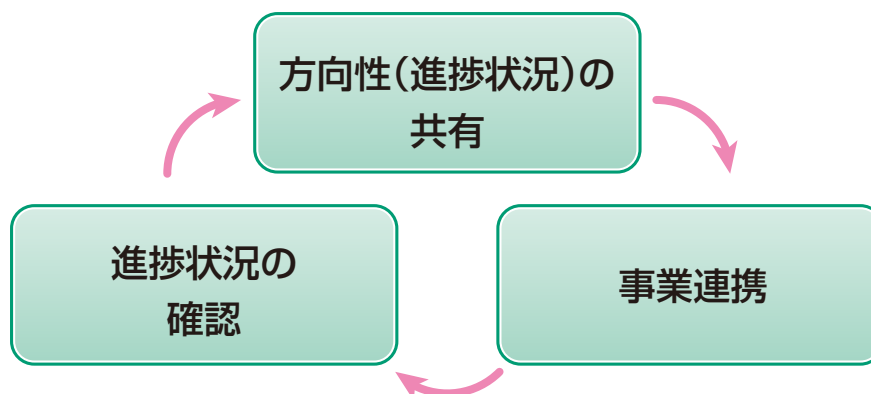 方向性(進捗状況)の
共有
進捗状況の
確認
事業連携